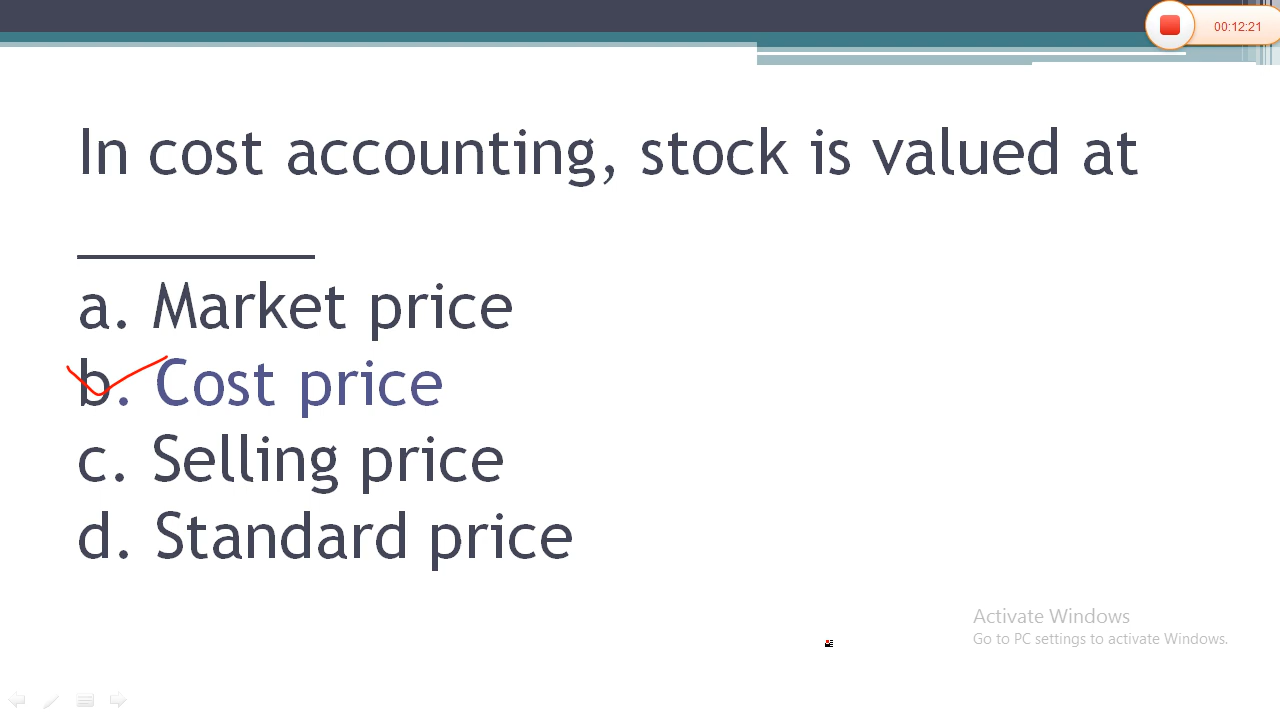 00:12:21
In cost accounting, stock is valued at
________
a. Market price
b. Cost price
c. Selling price
d. Standard price
Activate Windows
Go to PC settings to activate Windows.